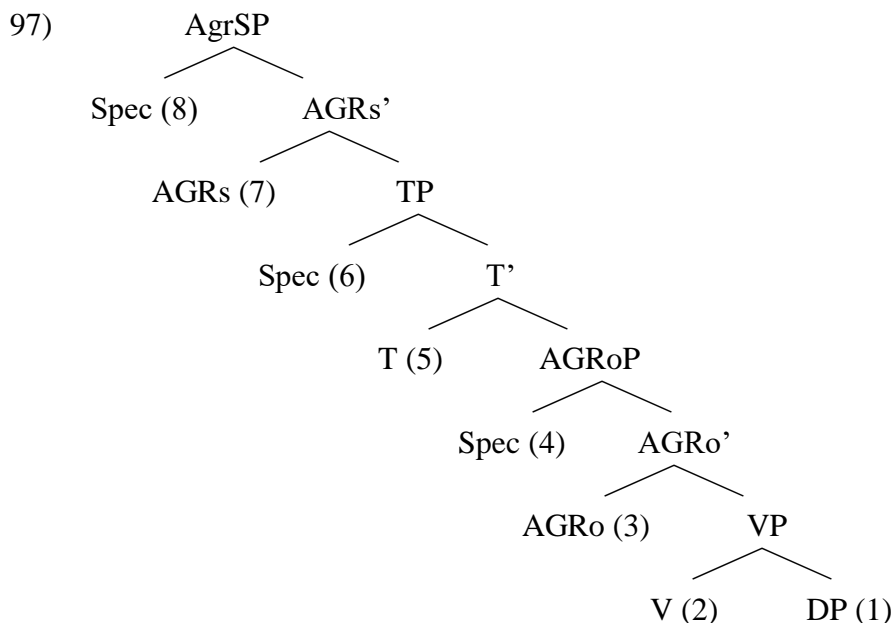 97) AgrSP
Spec (8) AGRs’
AGRs (7) TP
Spec (6) T’
T (5) AGRoP
Spec (4) AGRo’
AGRo (3) VP
V (2) DP (1)